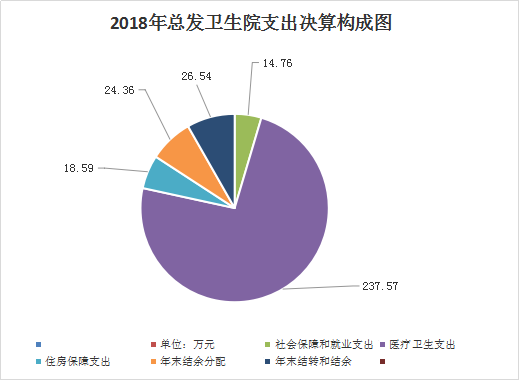 2018年总发卫生院支出决算构成图
14.76
26.54
24.36
18.59
237.57
单位：万元
社会保障和就业支出
医疗卫生支出
住房保障支出
年末结余分配
年末结转和结余